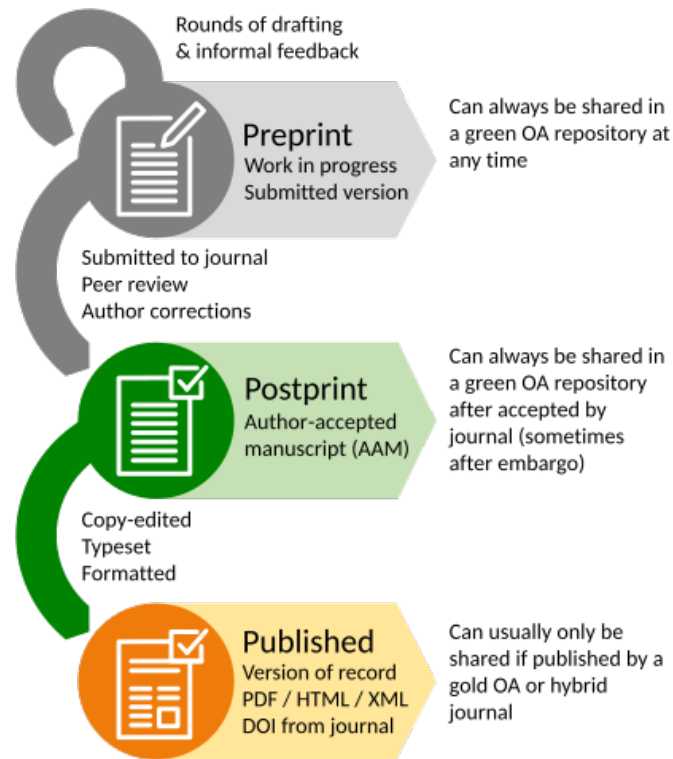 Rounds of drafting
& informal feedback
Preprint
Work in progress
Submitted version
Can always be shared in
a green OA repository at
any time
Submitted to journal
Peer review
Author corrections
Postprint
Author-accepted
manuscript (AAM)
Can always be shared in
a green OA repository
after accepted by
journal (sometimes
after embargo)
Copy-edited
Typeset
Formatted
Published
Version of record
PDF / HTML / XML
DOI from journal
Can usually only be
shared if published by a
gold OA or hybrid
journal